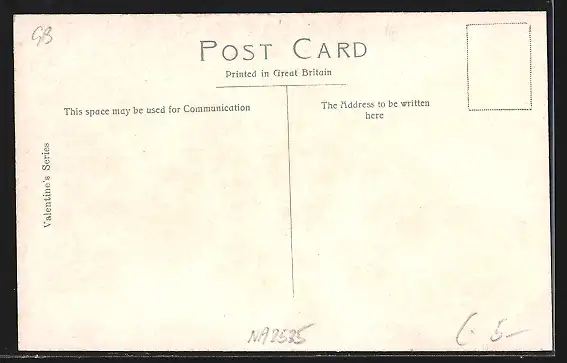 GB
POST CARD
Printed in Great Britain
This space may be used for Communication
The Address to be written
here
Valentine's Series
NA2535
5-